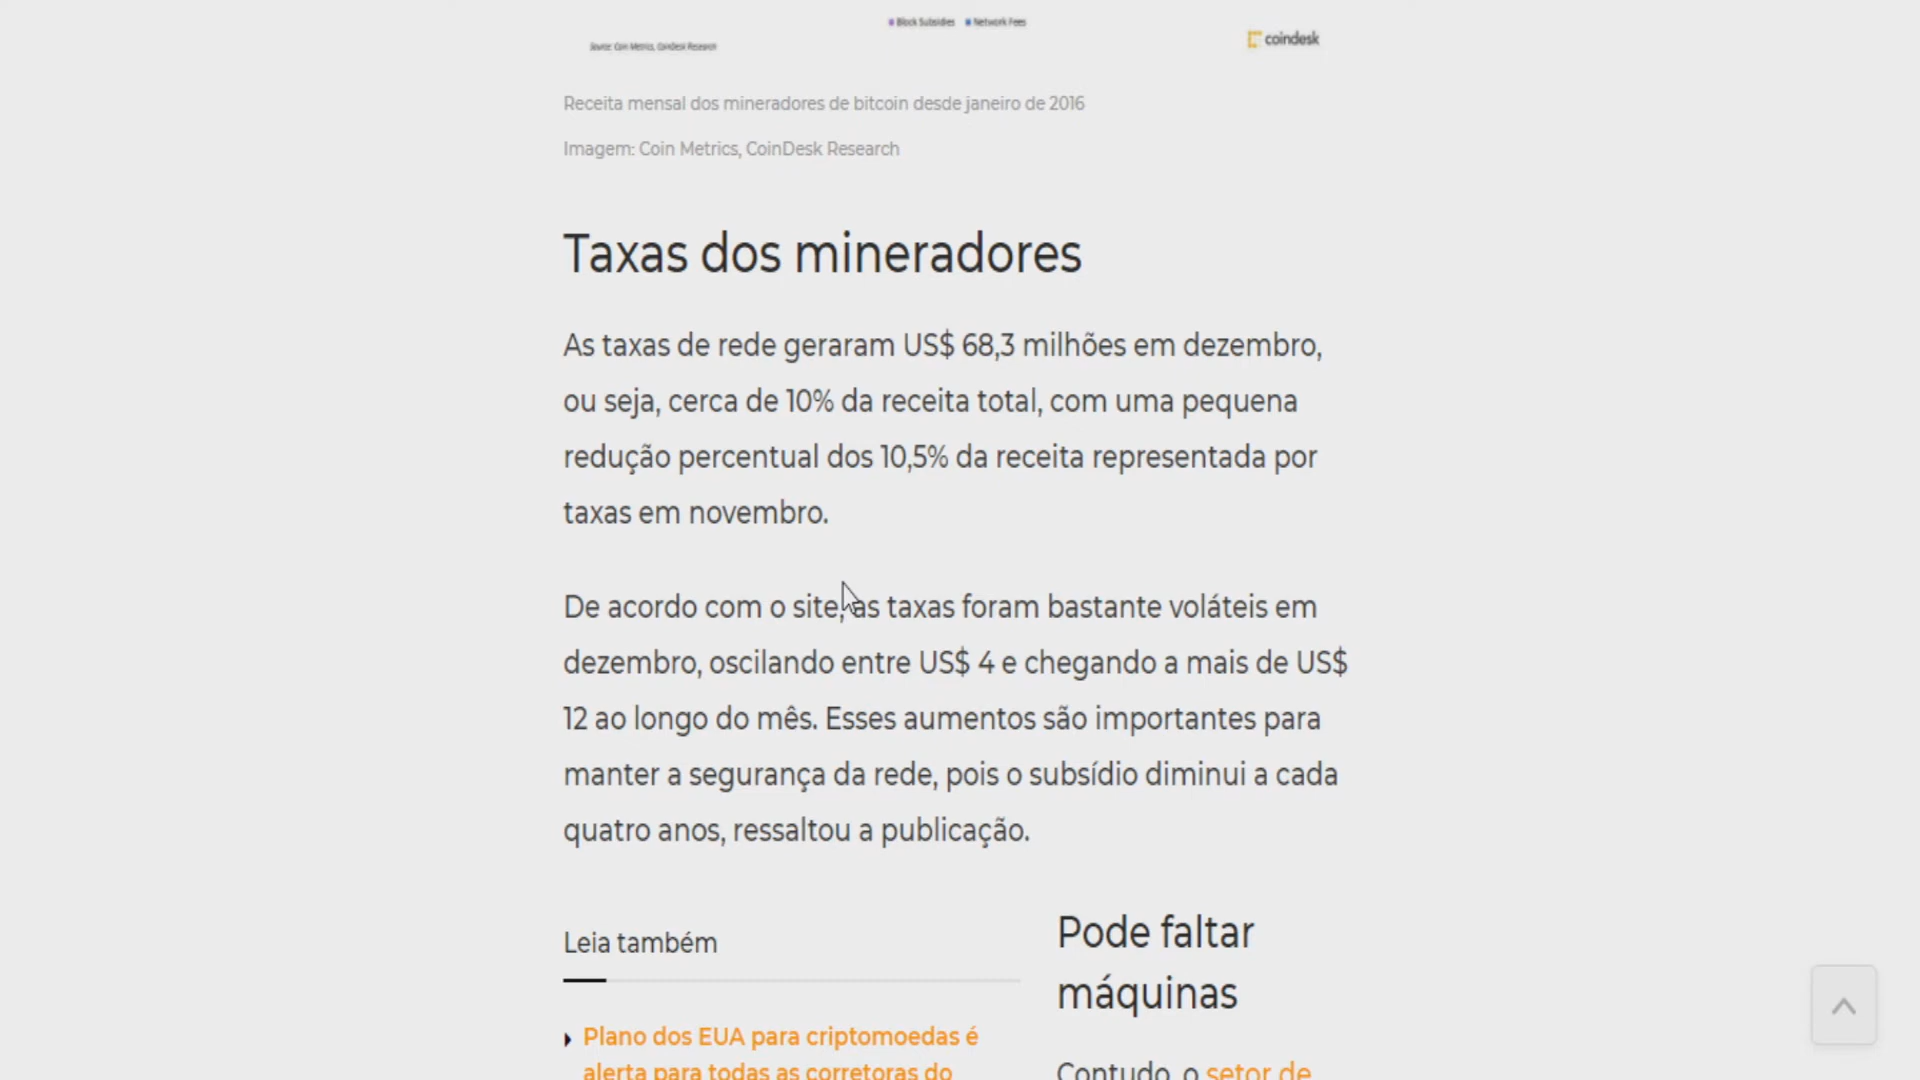 Block Subsidies Network Fees
Source: Coin Metrics, CoinDesk Research
coindesk
Receita mensal dos mineradores de bitcoin desde janeiro de 2016
Imagem: Coin Metrics, CoinDesk Research
Taxas dos mineradores
As taxas de rede geraram US$ 68,3 milhões em dezembro,
ou seja, cerca de 10% da receita total, com uma pequena
redução percentual dos 10,5% da receita representada por
taxas em novembro.
De acordo com o site, as taxas foram bastante voláteis em
dezembro, oscilando entre US$ 4 e chegando a mais de US$
12 ao longo do mês. Esses aumentos são importantes para
manter a segurança da rede, pois o subsídio diminui a cada
quatro anos, ressaltou a publicação.
Leia também
Plano dos EUA para criptomoedas é
alerta para todas as corretoras do
Pode faltar
máquinas
Contudo, o setor de